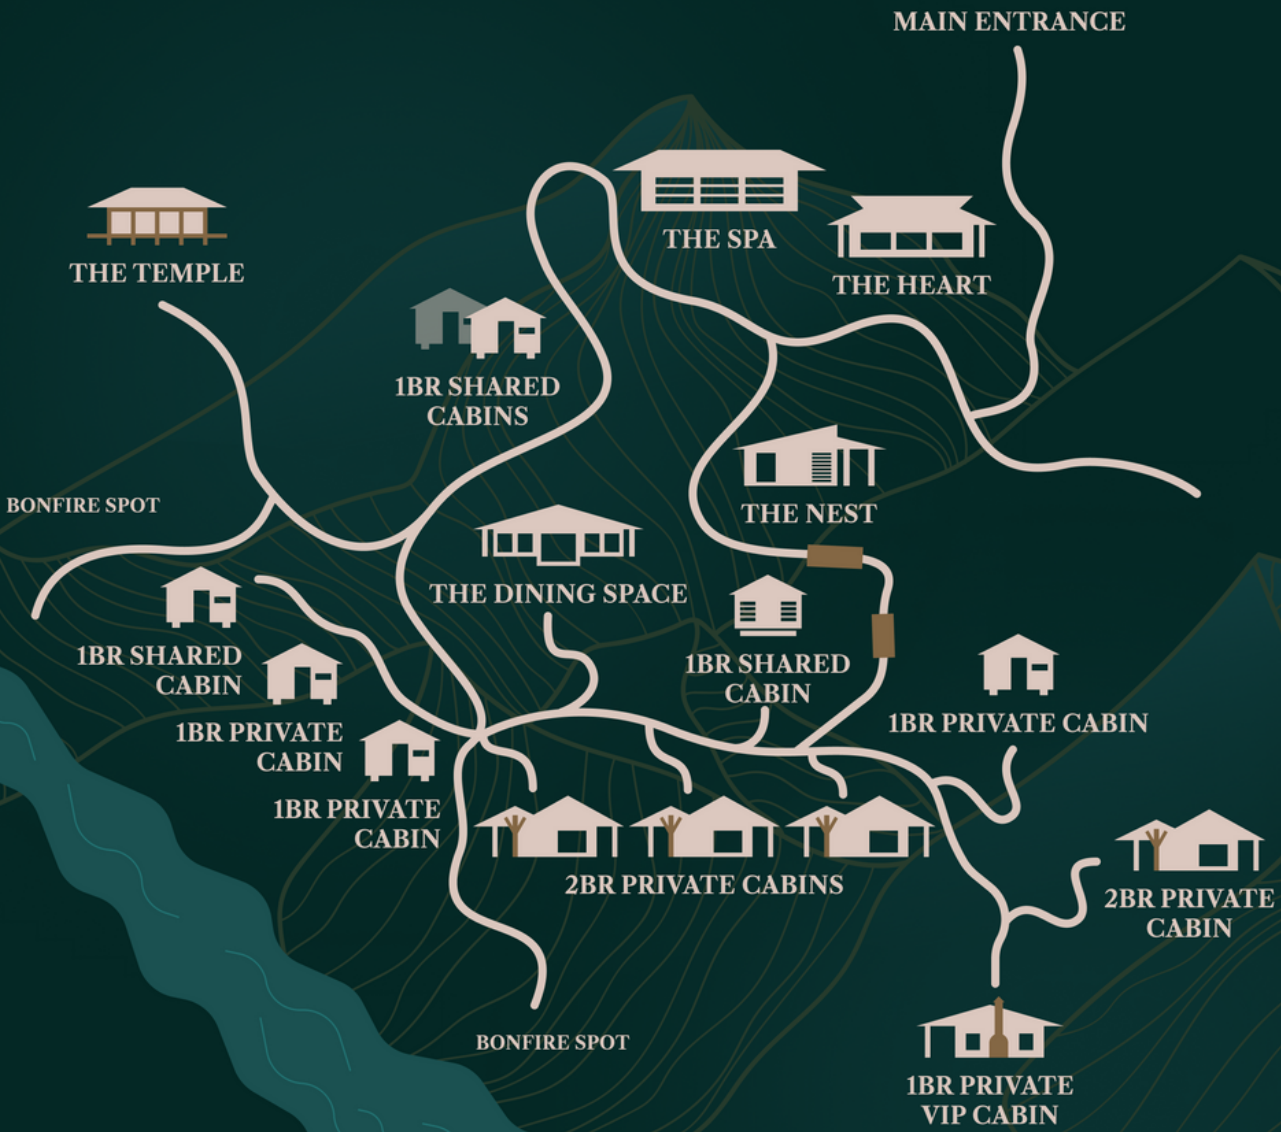 MAIN ENTRANCE
THE SPA
THE TEMPLE
THE HEART
1BR SHARED
CABINS
BONFIRE SPOT
THE NEST
THE DINING SPACE
1BR SHARED
CABIN
1BR SHARED
CABIN
1BR PRIVATE CABIN
1BR PRIVATE
CABIN
1BR PRIVATE
CABIN
2BR PRIVATE CABINS
2BR PRIVATE
CABIN
BONFIRE SPOT
1BR PRIVATE
VIP CABIN